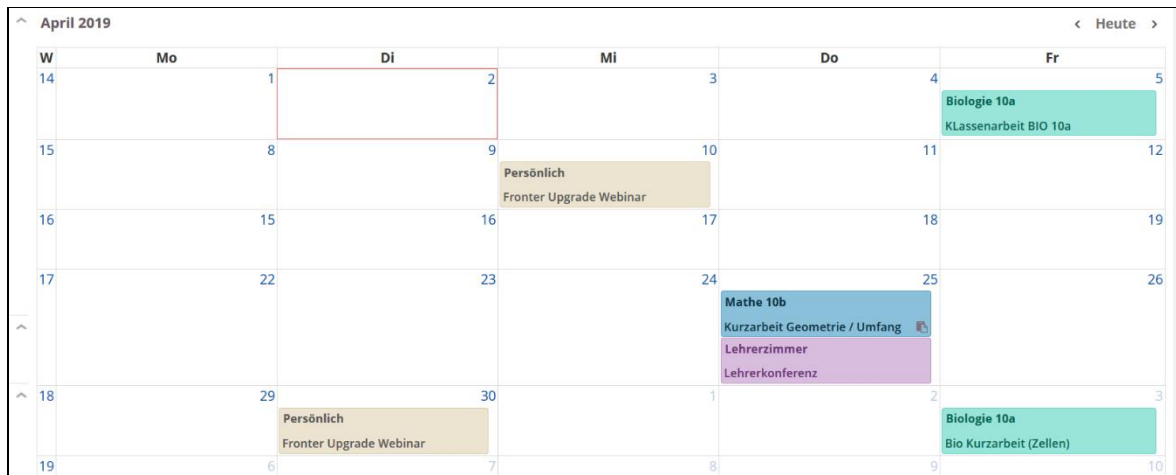 April 2019
< Heute >
W Mo Di Mi Do Fr
14 1 2 3 4 5
Biologie 10a
KLassenarbeit BIO 10a
15 8 9 10 11 12
Persönlich
Fronter Upgrade Webinar
16 15 16 17 18 19
17 22 23 24 25 26
Mathe 10b
Kurzarbeit Geometrie / Umfang
Lehrerzimmer
Lehrerkonferenz
18 29 30 1 2 3
Persönlich
Fronter Upgrade Webinar
Biologie 10a
Bio Kurzarbeit (Zellen)
19 6 7 8 9 10